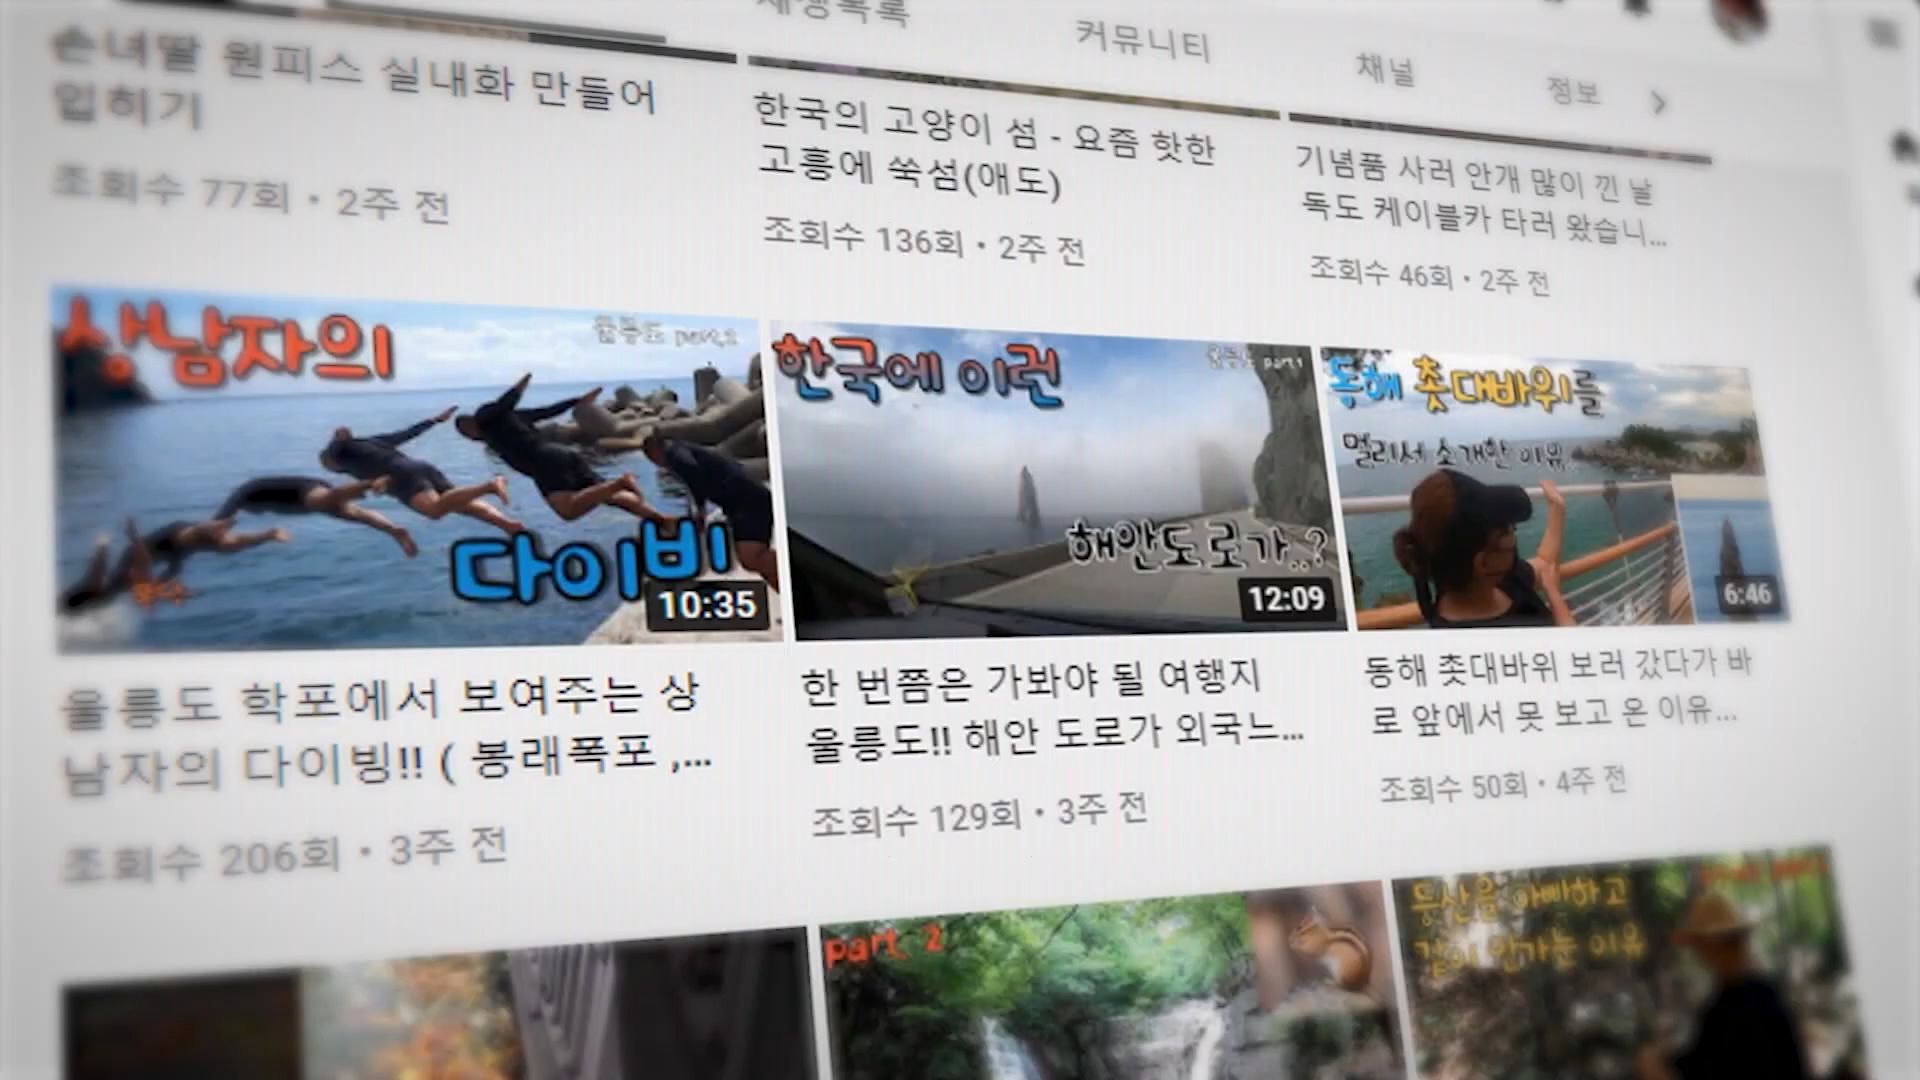 재생목록
커뮤니티
채널
정보
손녀딸 원피스 실내화 만들어
입히기
조회수 77회 • 2주 전
한국의 고양이 섬 - 요즘 핫한
고흥에 쑥섬(애도)
조회수 136회 • 2주 전
기념품 사러 안개 많이 낀 날
독도 케이블카 타러 왔습니...
조회수 46회 • 2주 전
상남자의
울릉도 part.2
다이빙
10:35
울릉도 학포에서 보여주는 상
남자의 다이빙!! ( 봉래폭포 ,...
조회수 206회 • 3주 전
한국에 이런
울릉도 part.1
해안도로가..?
12:09
한 번쯤은 가봐야 될 여행지
울릉도!! 해안 도로가 외국느...
조회수 129회 • 3주 전
동해 촛대바위를
멀리서 소개한 이유..
6:46
동해 촛대바위 보러 갔다가 바
로 앞에서 못 보고 온 이유...
조회수 50회 • 4주 전
part. 2
등산을 아빠하고
같이 안가는 이유